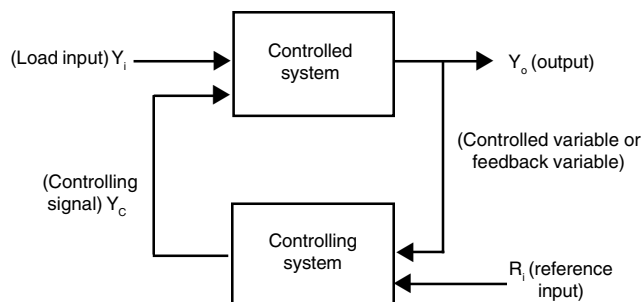 Controlled
system
(Load input) Yi
Yo (output)
(Controlled variable or
feedback variable)
(Controlling
signal) YC
Controlling
system
Ri (reference
input)